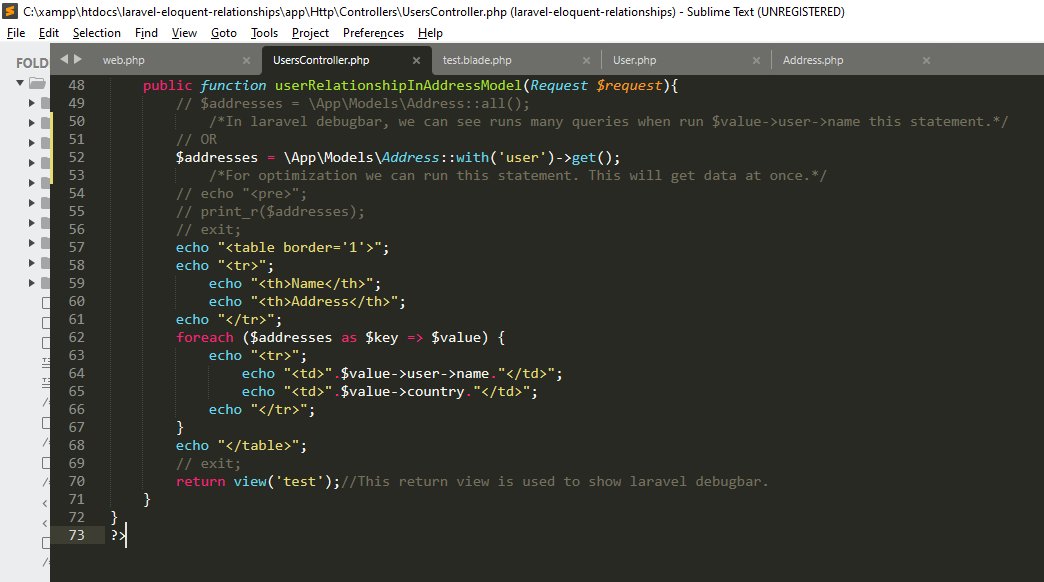 C:\xampp\htdocs\laravel-eloquent-relationships\app\Http\Controllers\UsersController.php (laravel-eloquent-relationships) - Sublime Text (UNREGISTERED)
File Edit Selection Find View Goto Tools Project Preferences Help
FOLD web.php × UsersController.php × test.blade.php × User.php × Address.php ×
48     public function userRelationshipInAddressModel(Request $request){
49         // $addresses = \App\Models\Address::all();
50             /*In laravel debugbar, we can see runs many queries when run $value->user->name this statement.*/
51         // OR
52         $addresses = \App\Models\Address::with('user')->get();
53             /*For optimization we can run this statement. This will get data at once.*/
54         // echo "<pre>";
55         // print_r($addresses);
56         // exit;
57         echo "<table border='1'>";
58         echo "<tr>";
59             echo "<th>Name</th>";
60             echo "<th>Address</th>";
61         echo "</tr>";
62         foreach ($addresses as $key => $value) {
63             echo "<tr>";
64                 echo "<td>".$value->user->name."</td>";
65                 echo "<td>".$value->country."</td>";
66             echo "</tr>";
67         }
68         echo "</table>";
69         // exit;
70         return view('test');//This return view is used to show laravel debugbar.
71     }
72 }
73 ?>